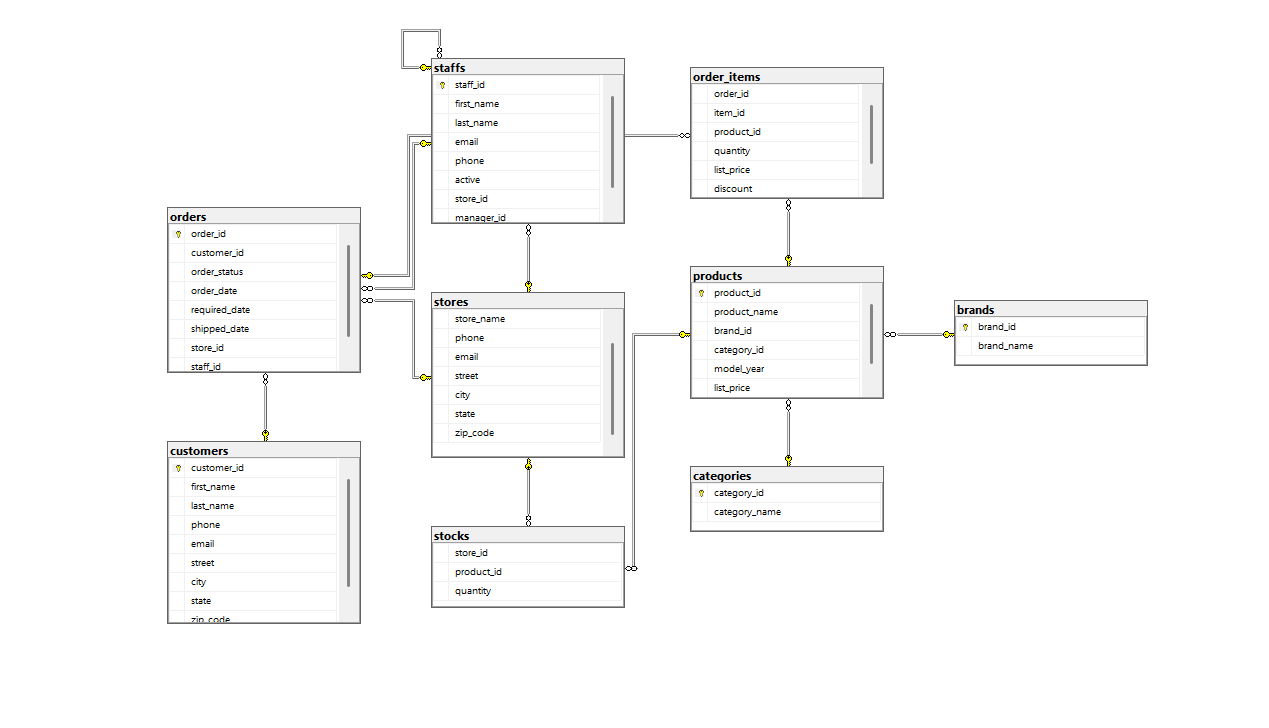 staffs
staff_id
first_name
last_name
email
phone
active
store_id
manager_id
order_items
order_id
item_id
product_id
quantity
list_price
discount
orders
order_id
customer_id
order_status
order_date
required_date
shipped_date
store_id
staff_id
stores
store_name
phone
email
street
city
state
zip_code
products
product_id
product_name
brand_id
category_id
model_year
list_price
brands
brand_id
brand_name
customers
customer_id
first_name
last_name
phone
email
street
city
state
zip_code
stocks
store_id
product_id
quantity
categories
category_id
category_name